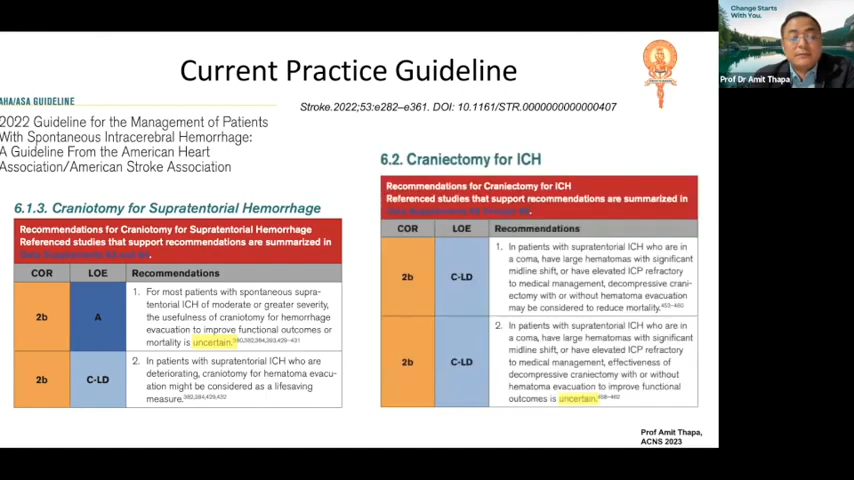 Change Starts
With You.
Prof Dr Amit Thapa
Current Practice Guideline
AHA/ASA GUIDELINE
Stroke.2022;53:e282–e361. DOI: 10.1161/STR.0000000000000407
2022 Guideline for the Management of Patients
With Spontaneous Intracerebral Hemorrhage:
A Guideline From the American Heart
Association/American Stroke Association
6.1.3. Craniotomy for Supratentorial Hemorrhage
Recommendations for Craniotomy for Supratentorial Hemorrhage
Referenced studies that support recommendations are summarized in
COR LOE Recommendations
2b A
1. For most patients with spontaneous supra-
tentorial ICH of moderate or greater severity,
the usefulness of craniotomy for hemorrhage
evacuation to improve functional outcomes or
mortality is uncertain.
2b C-LD
2. In patients with supratentorial ICH who are
deteriorating, craniotomy for hematoma evacu-
ation might be considered as a lifesaving
measure.
6.2. Craniectomy for ICH
Recommendations for Craniectomy for ICH
Referenced studies that support recommendations are summarized in
COR LOE Recommendations
2b C-LD
1. In patients with supratentorial ICH who are in
a coma, have large hematomas with significant
midline shift, or have elevated ICP refractory
to medical management, decompressive crani-
ectomy with or without hematoma evacuation
may be considered to reduce mortality.
2b C-LD
2. In patients with supratentorial ICH who are in
a coma, have large hematomas with significant
midline shift, or have elevated ICP refractory
to medical management, effectiveness of
decompressive craniectomy with or without
hematoma evacuation to improve functional
outcomes is uncertain.
Prof Amit Thapa,
ACNS 2023